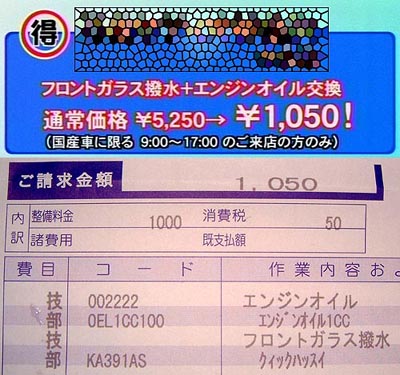 得
フロントガラス撥水+エンジンオイル交換
通常価格 ¥5,250→ ¥1,050!
(国産車に限る 9:00〜17:00 のご来店の方のみ)
ご請求金額 1,050
内訳 整備料金 1000 消費税 50
諸費用 既支払額
費目 コード 作業内容およ
技 002222 エンジンオイル
部 OEL1CC100 エンジンオイル1CC
技 フロントガラス撥水
部 KA391AS クィックハッスイ